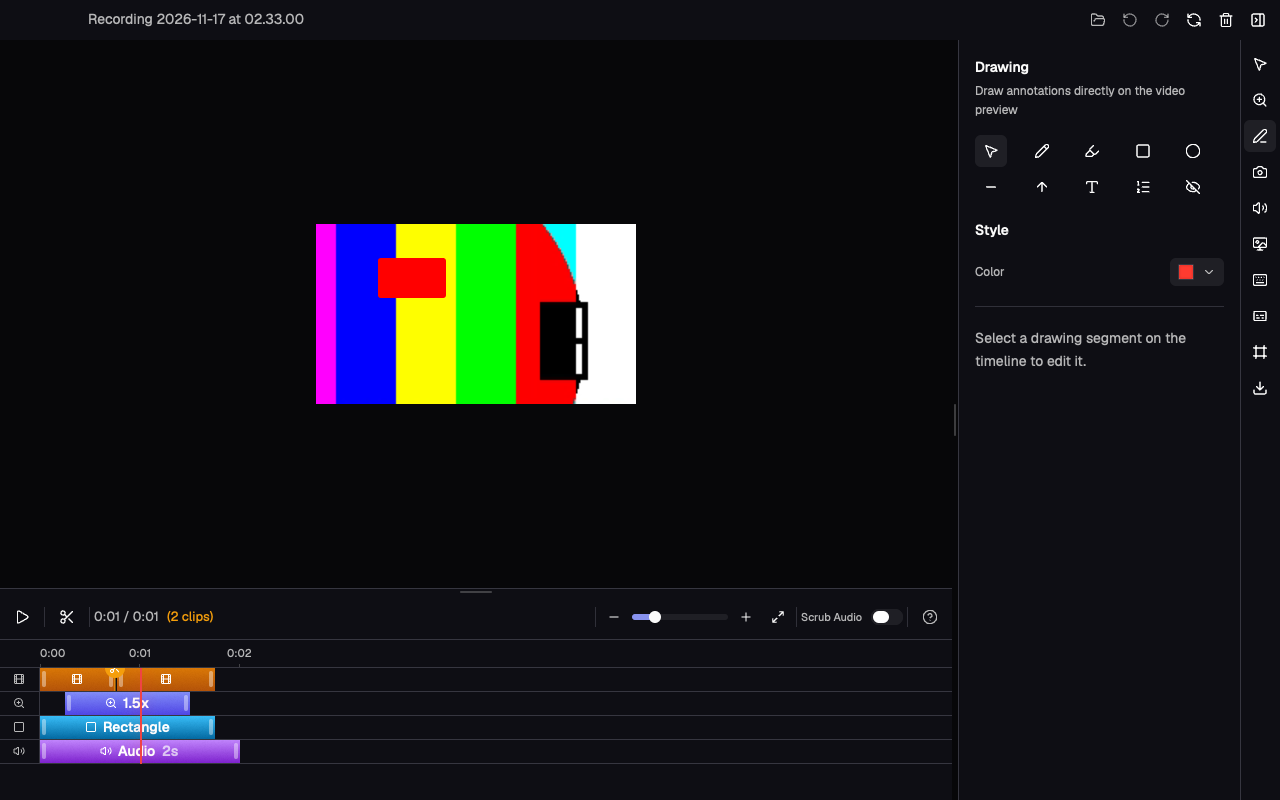 Recording 2026-11-17 at 02.33.00
Drawing
Draw annotations directly on the video
preview
Style
Color
Select a drawing segment on the
timeline to edit it.
0:01 / 0:01 (2 clips)
Scrub Audio
0:00 0:01 0:02
1.5x
Rectangle
Audio 2s